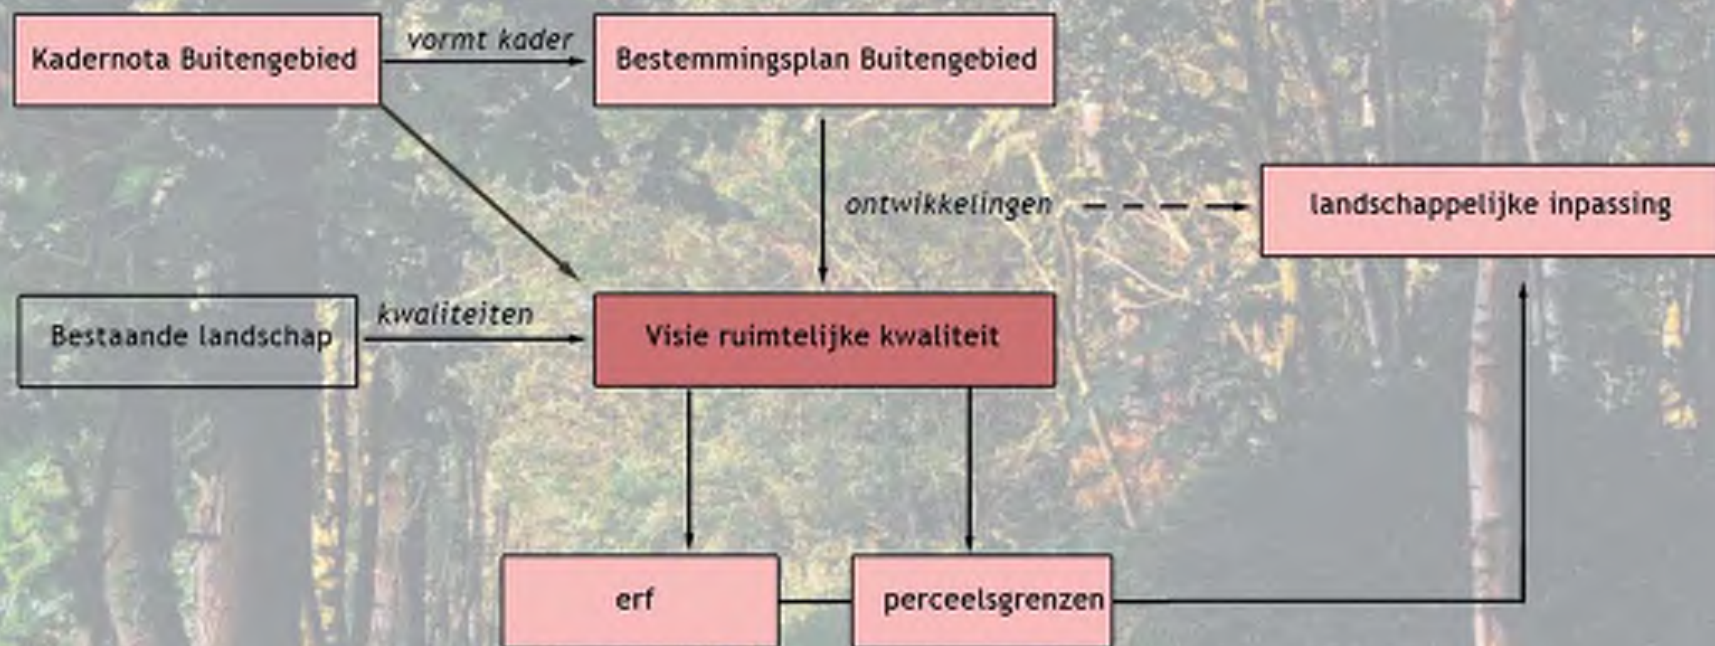 Kadernota Buitengebied
vormt kader
Bestemmingsplan Buitengebied
ontwikkelingen
landschappelijke inpassing
Bestaande landschap
kwaliteiten
Visie ruimtelijke kwaliteit
erf
perceelsgrenzen